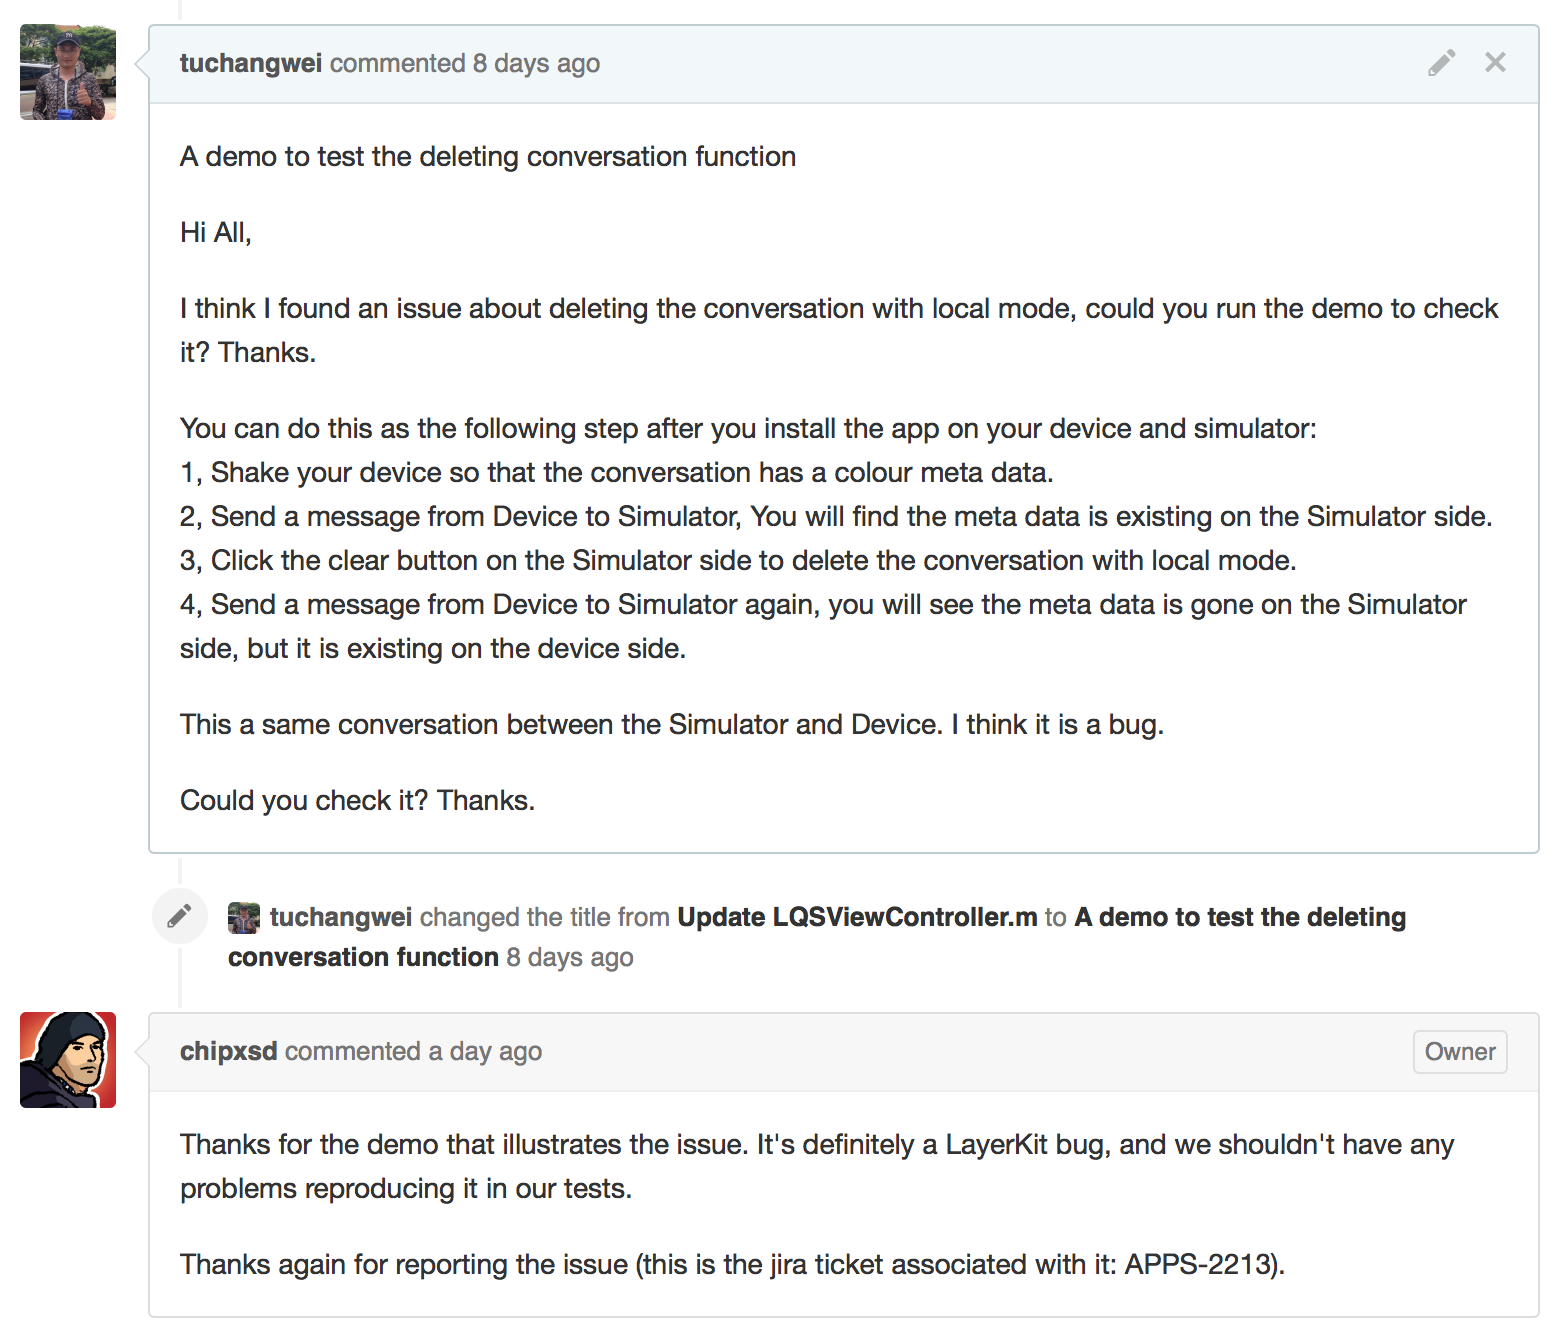 tuchangwei commented 8 days ago
A demo to test the deleting conversation function
Hi All,
I think I found an issue about deleting the conversation with local mode, could you run the demo to check
it? Thanks.
You can do this as the following step after you install the app on your device and simulator:
1, Shake your device so that the conversation has a colour meta data.
2, Send a message from Device to Simulator, You will find the meta data is existing on the Simulator side.
3, Click the clear button on the Simulator side to delete the conversation with local mode.
4, Send a message from Device to Simulator again, you will see the meta data is gone on the Simulator
side, but it is existing on the device side.
This a same conversation between the Simulator and Device. I think it is a bug.
Could you check it? Thanks.
tuchangwei changed the title from Update LQSViewController.m to A demo to test the deleting
conversation function 8 days ago
chipxsd commented a day ago Owner
Thanks for the demo that illustrates the issue. It's definitely a LayerKit bug, and we shouldn't have any
problems reproducing it in our tests.
Thanks again for reporting the issue (this is the jira ticket associated with it: APPS-2213).